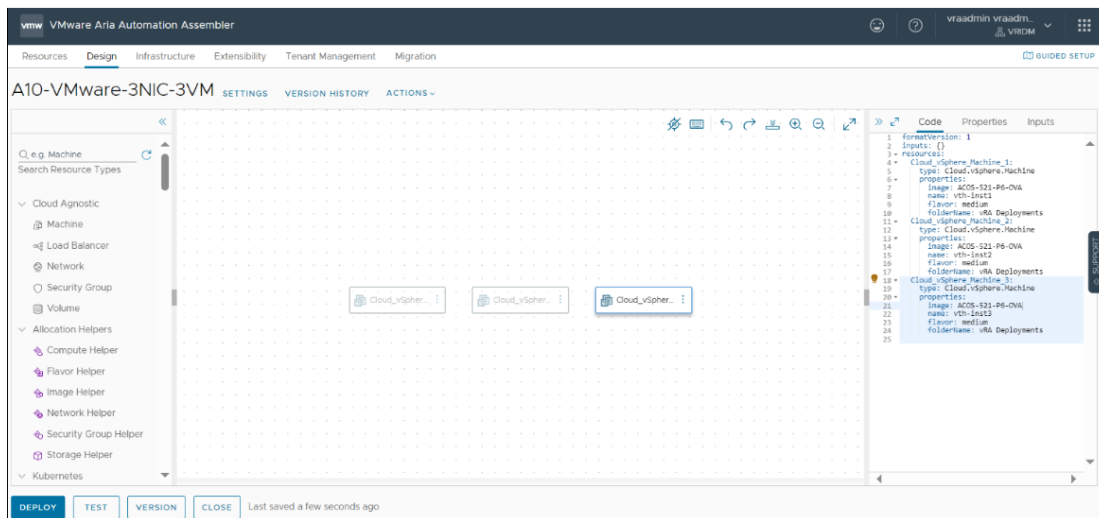 vmw VMware Aria Automation Assembler
vraadmin vraadm...
VRIDM
Resources Design Infrastructure Extensibility Tenant Management Migration
GUIDED SETUP
A10-VMware-3NIC-3VM SETTINGS VERSION HISTORY ACTIONS
e.g. Machine
Search Resource Types
Cloud Agnostic
Machine
Load Balancer
Network
Security Group
Volume
Allocation Helpers
Compute Helper
Flavor Helper
Image Helper
Network Helper
Security Group Helper
Storage Helper
Kubernetes
Cloud_vSpher...
Cloud_vSpher...
Cloud_vSpher...
Code Properties Inputs
1 formatVersion: 1
2 inputs: {}
3 resources:
4 Cloud_vSphere_Machine_1:
5 type: Cloud.vSphere.Machine
6 properties:
7 image: ACOS-521-P6-OVA
8 name: vth-inst1
9 flavor: medium
10 folderName: vRA Deployments
11 Cloud_vSphere_Machine_2:
12 type: Cloud.vSphere.Machine
13 properties:
14 image: ACOS-521-P6-OVA
15 name: vth-inst2
16 flavor: medium
17 folderName: vRA Deployments
18 Cloud_vSphere_Machine_3:
19 type: Cloud.vSphere.Machine
20 properties:
21 image: ACOS-521-P6-OVA
22 name: vth-inst3
23 flavor: medium
24 folderName: vRA Deployments
25
SUPPORT
DEPLOY TEST VERSION CLOSE Last saved a few seconds ago